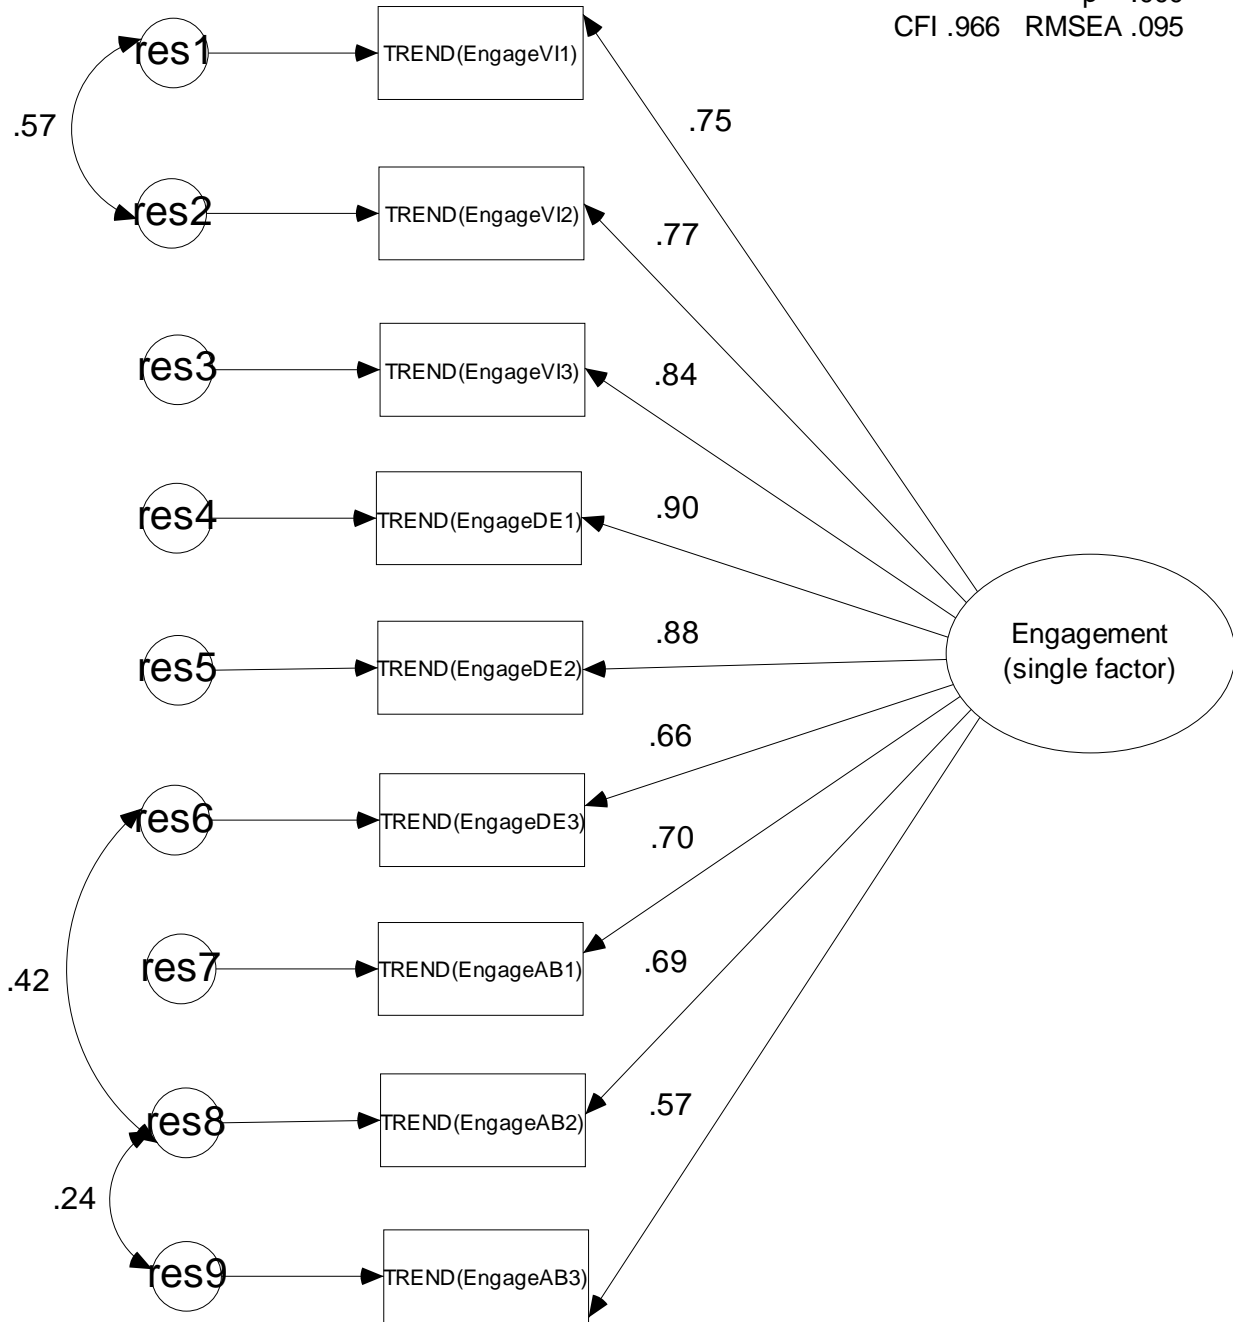 CFI .966 RMSEA .095
res1 TREND(EngageVI1)
.75
.57
res2 TREND(EngageVI2)
.77
res3 TREND(EngageVI3)
.84
res4 TREND(EngageDE1)
.90
res5 TREND(EngageDE2)
.88
Engagement
(single factor)
res6 TREND(EngageDE3)
.66
res7 TREND(EngageAB1)
.70
.42
res8 TREND(EngageAB2)
.69
.24
res9 TREND(EngageAB3)
.57